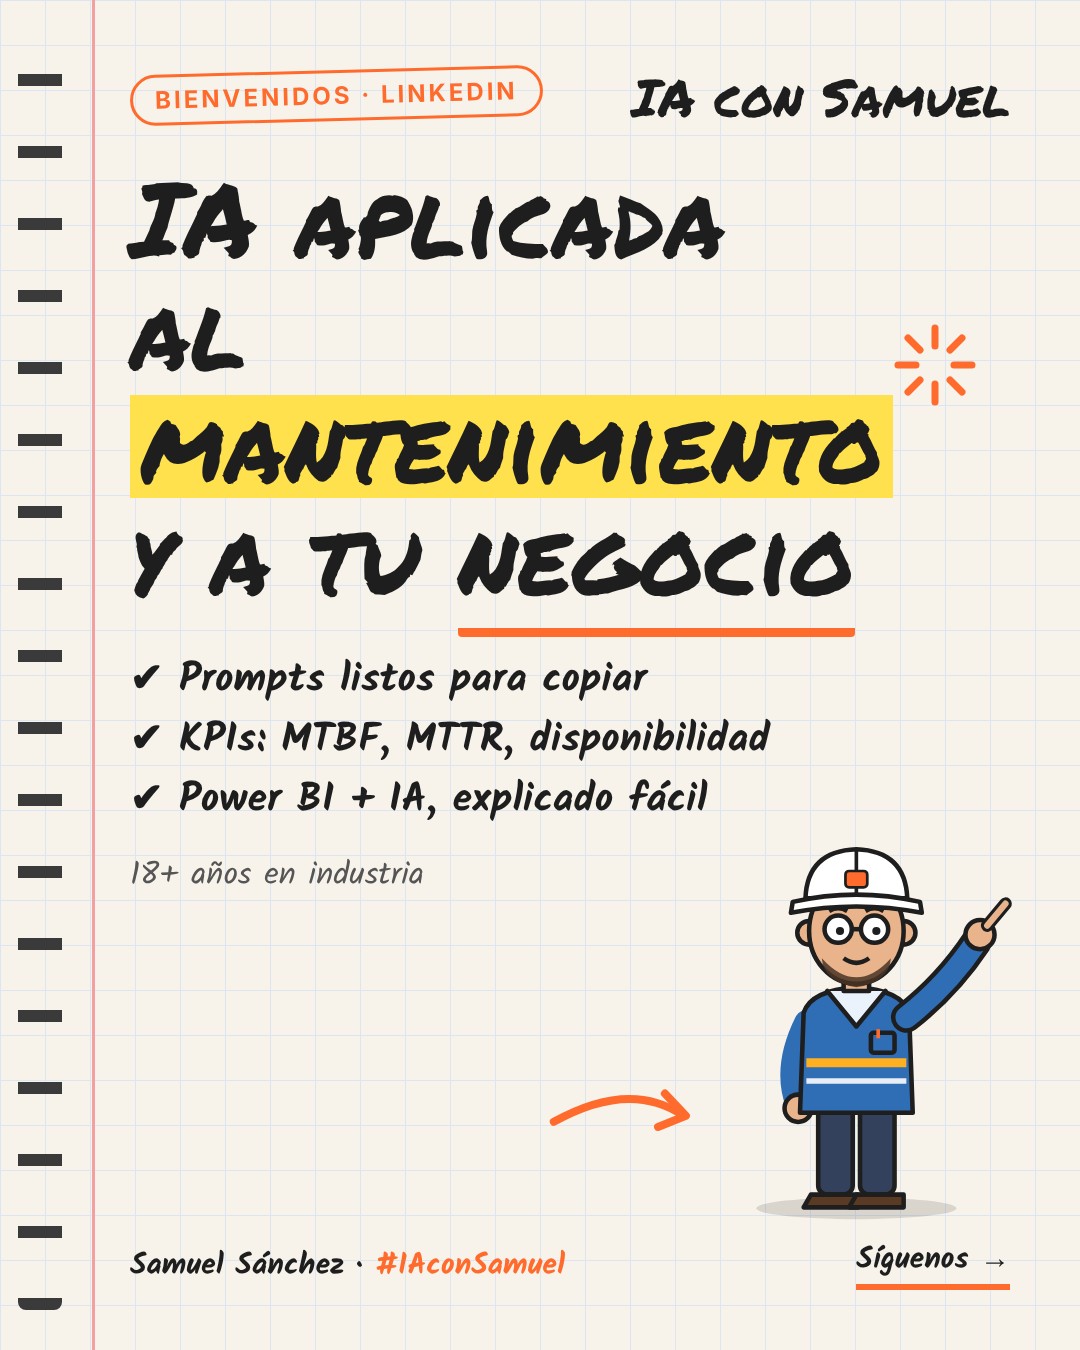 BIENVENIDOS · LINKEDIN
IA CON SAMUEL
IA APLICADA
AL
MANTENIMIENTO
Y A TU NEGOCIO
✔ Prompts listos para copiar
✔ KPIs: MTBF, MTTR, disponibilidad
✔ Power BI + IA, explicado fácil
18+ años en industria
Samuel Sánchez · #IAconSamuel
Síguenos →